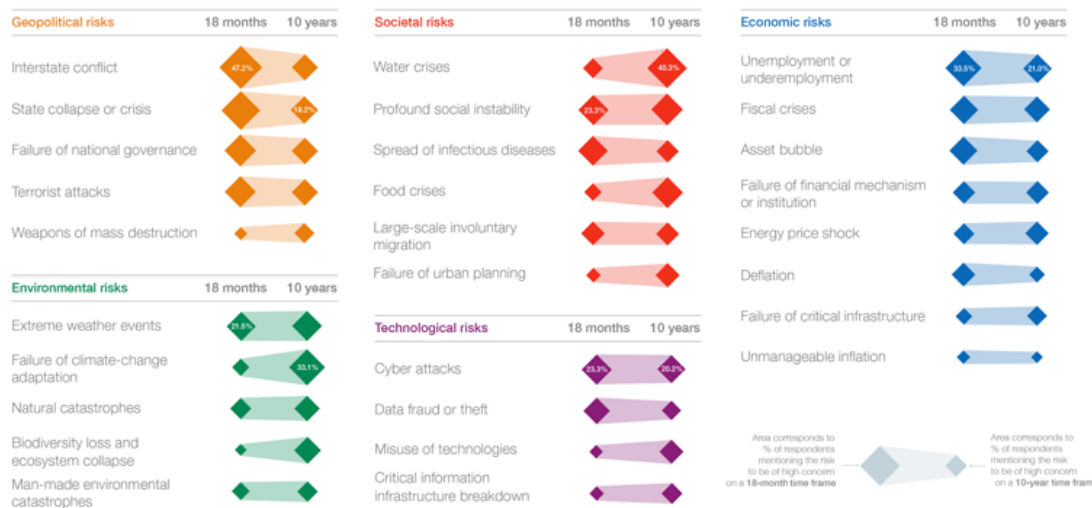 Geopolitical risks 18 months 10 years
Interstate conflict 47.2%
State collapse or crisis 19.2%
Failure of national governance
Terrorist attacks
Weapons of mass destruction
Environmental risks 18 months 10 years
Extreme weather events 21.5%
Failure of climate-change
adaptation 33.1%
Natural catastrophes
Biodiversity loss and
ecosystem collapse
Man-made environmental
catastrophes
Societal risks 18 months 10 years
Water crises 40.3%
Profound social instability 23.3%
Spread of infectious diseases
Food crises
Large-scale involuntary
migration
Failure of urban planning
Technological risks 18 months 10 years
Cyber attacks 23.3% 20.2%
Data fraud or theft
Misuse of technologies
Critical information
infrastructure breakdown
Economic risks 18 months 10 years
Unemployment or
underemployment 33.5% 21.0%
Fiscal crises
Asset bubble
Failure of financial mechanism
or institution
Energy price shock
Deflation
Failure of critical infrastructure
Unmanageable inflation
Area corresponds to
% of respondents
mentioning the risk
to be of high concern
on a 18-month time frame
Area corresponds to
% of respondents
mentioning the risk
to be of high concern
on a 10-year time fram